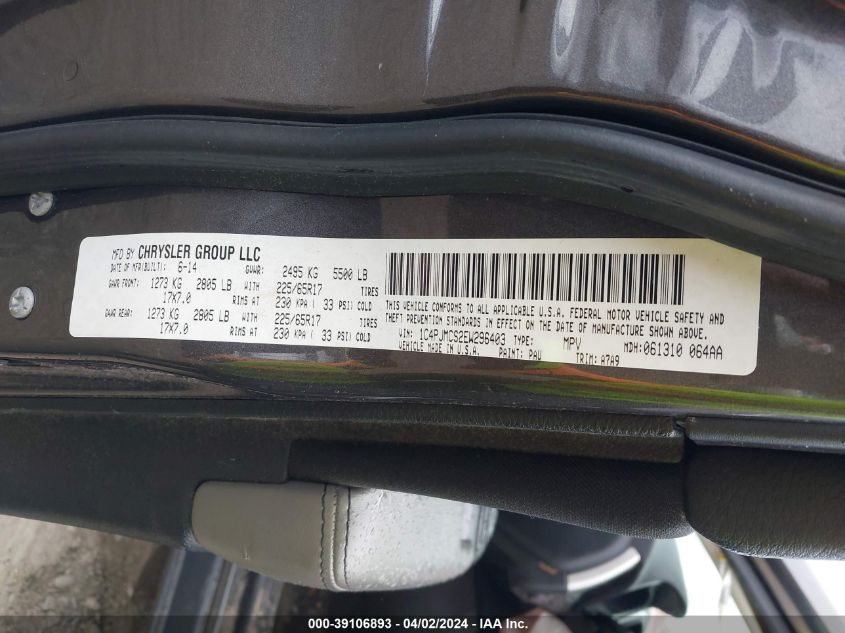 MFD BY CHRYSLER GROUP LLC
DATE OF MFR(BUILT): 6-14 GVWR: 2495 KG 5500 LB
GAWR FRONT: 1273 KG 2805 LB WITH 225/65R17 TIRES
17X7.0 RIMS AT 230 KPA ( 33 PSI) COLD
GAWR REAR: 1273 KG 2805 LB WITH 225/65R17 TIRES
17X7.0 RIMS AT 230 KPA ( 33 PSI) COLD
THIS VEHICLE CONFORMS TO ALL APPLICABLE U.S.A. FEDERAL MOTOR VEHICLE SAFETY AND
THEFT PREVENTION STANDARDS IN EFFECT ON THE DATE OF MANUFACTURE SHOWN ABOVE.
VIN: 1C4PJMCS2EW296403 TYPE: MPV MDH: 061310 064AA
VEHICLE MADE IN U.S.A. PAINT: PAU TRIM: A7A9
000-39106893 - 04/02/2024 - IAA Inc.